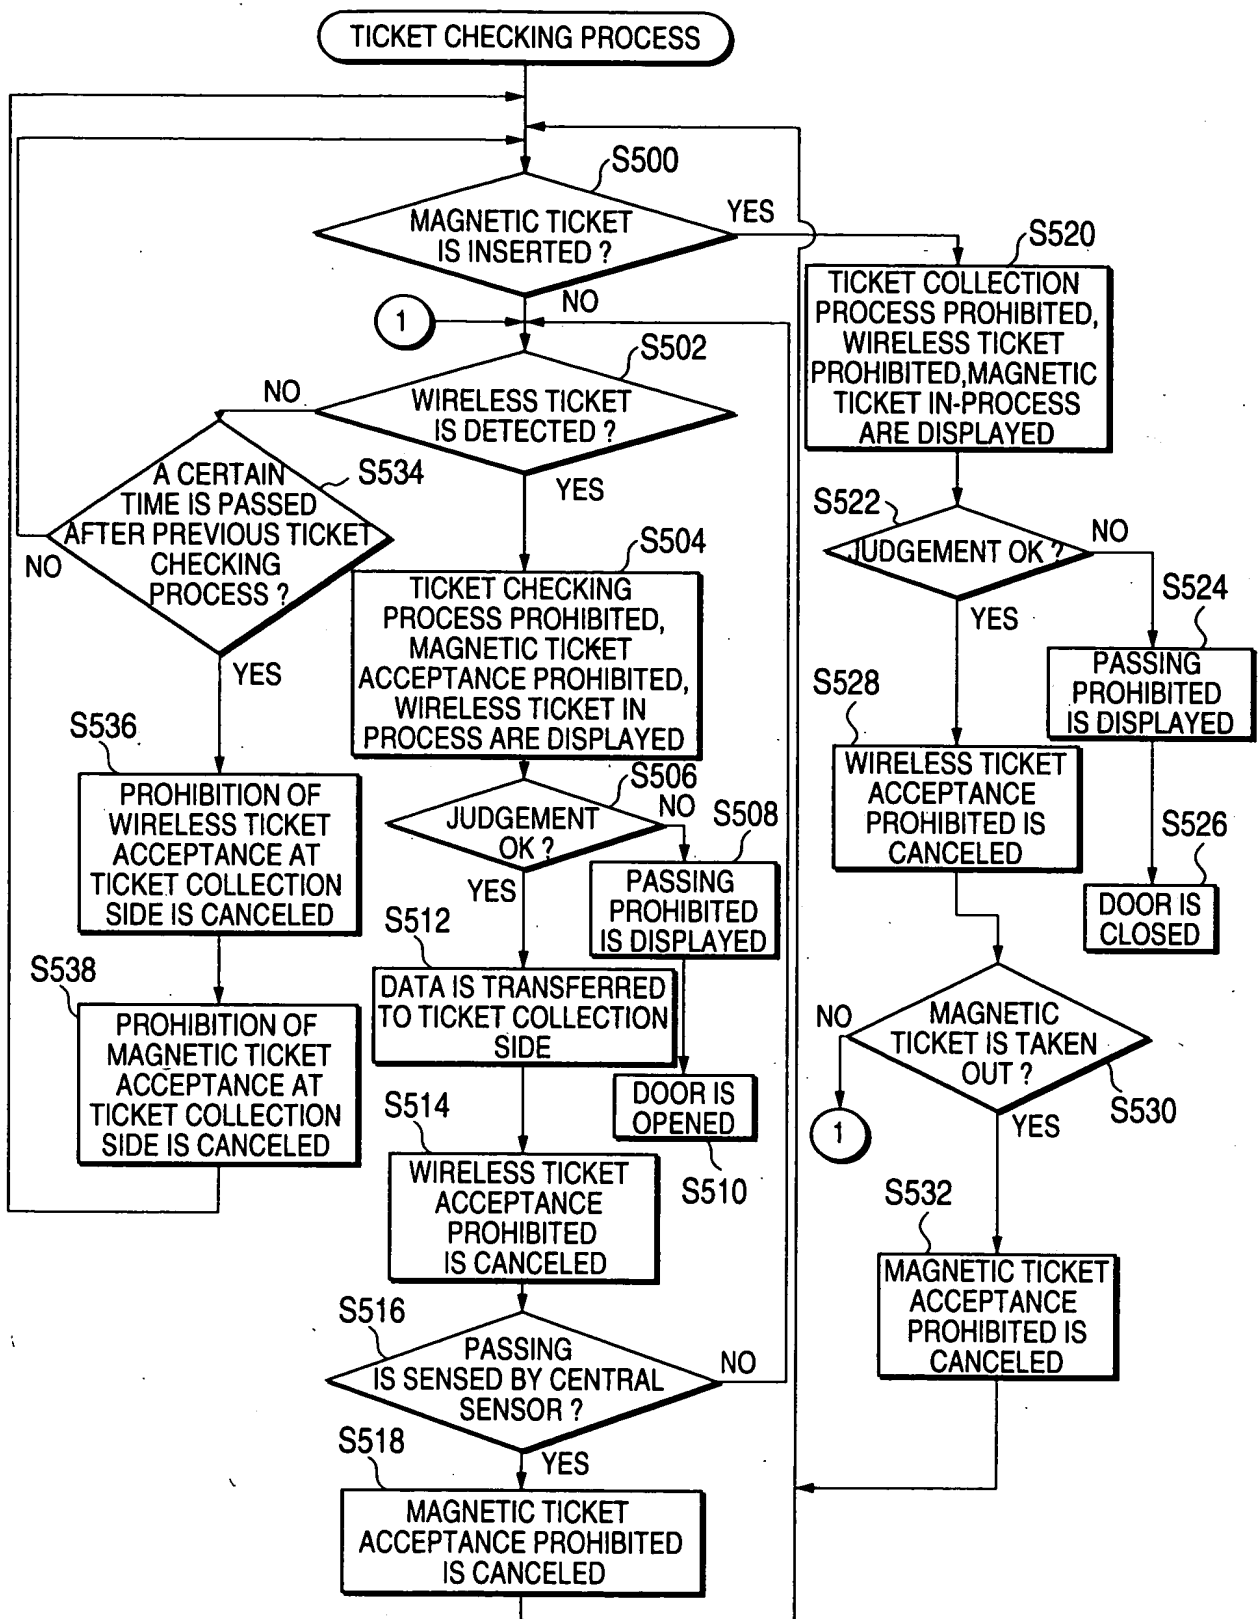 TICKET CHECKING PROCESS
S500
MAGNETIC TICKET
IS INSERTED ?
YES
NO
1
S502
WIRELESS TICKET
IS DETECTED ?
NO
YES
S534
A CERTAIN
TIME IS PASSED
AFTER PREVIOUS TICKET
CHECKING
PROCESS ?
NO
YES
S536
PROHIBITION OF
WIRELESS TICKET
ACCEPTANCE AT
TICKET COLLECTION
SIDE IS CANCELED
S538
PROHIBITION OF
MAGNETIC TICKET
ACCEPTANCE AT
TICKET COLLECTION
SIDE IS CANCELED
S504
TICKET CHECKING
PROCESS PROHIBITED,
MAGNETIC TICKET
ACCEPTANCE PROHIBITED,
WIRELESS TICKET IN
PROCESS ARE DISPLAYED
S506
JUDGEMENT
OK ?
NO
YES
S508
PASSING
PROHIBITED
IS DISPLAYED
DOOR IS
OPENED
S510
S512
DATA IS TRANSFERRED
TO TICKET COLLECTION
SIDE
S514
WIRELESS TICKET
ACCEPTANCE
PROHIBITED
IS CANCELED
S516
PASSING
IS SENSED BY CENTRAL
SENSOR ?
NO
YES
S518
MAGNETIC TICKET
ACCEPTANCE PROHIBITED
IS CANCELED
S520
TICKET COLLECTION
PROCESS PROHIBITED,
WIRELESS TICKET
PROHIBITED,MAGNETIC
TICKET IN-PROCESS
ARE DISPLAYED
S522
JUDGEMENT OK ?
NO
YES
S524
PASSING
PROHIBITED
IS DISPLAYED
S526
DOOR IS
CLOSED
S528
WIRELESS TICKET
ACCEPTANCE
PROHIBITED IS
CANCELED
MAGNETIC
TICKET IS TAKEN
OUT ?
NO
S530
YES
1
S532
MAGNETIC TICKET
ACCEPTANCE
PROHIBITED IS
CANCELED